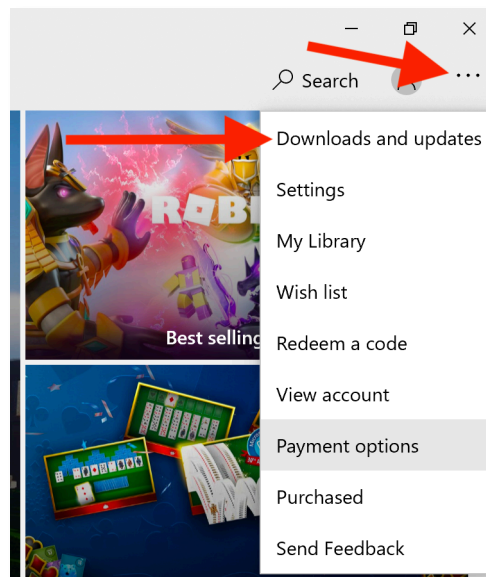 Search
Downloads and updates
Settings
My Library
Wish list
Redeem a code
View account
Payment options
Purchased
Send Feedback
ROB
Best selling